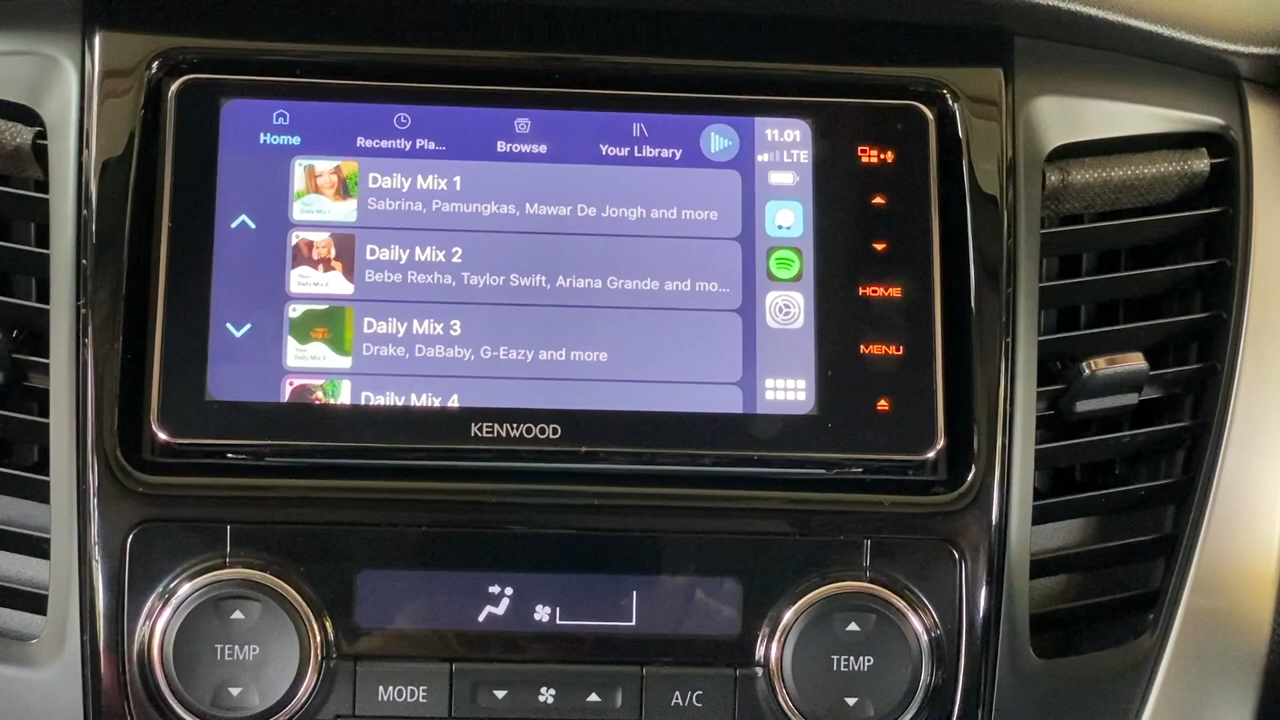 Home
Recently Pla...
Browse
Your Library
11.01
LTE
Daily Mix 1
Sabrina, Pamungkas, Mawar De Jongh and more
Daily Mix 2
Bebe Rexha, Taylor Swift, Ariana Grande and mo...
Daily Mix 3
Drake, DaBaby, G-Eazy and more
Daily Mix 4
HOME
MENU
KENWOOD
TEMP
TEMP
MODE
A/C